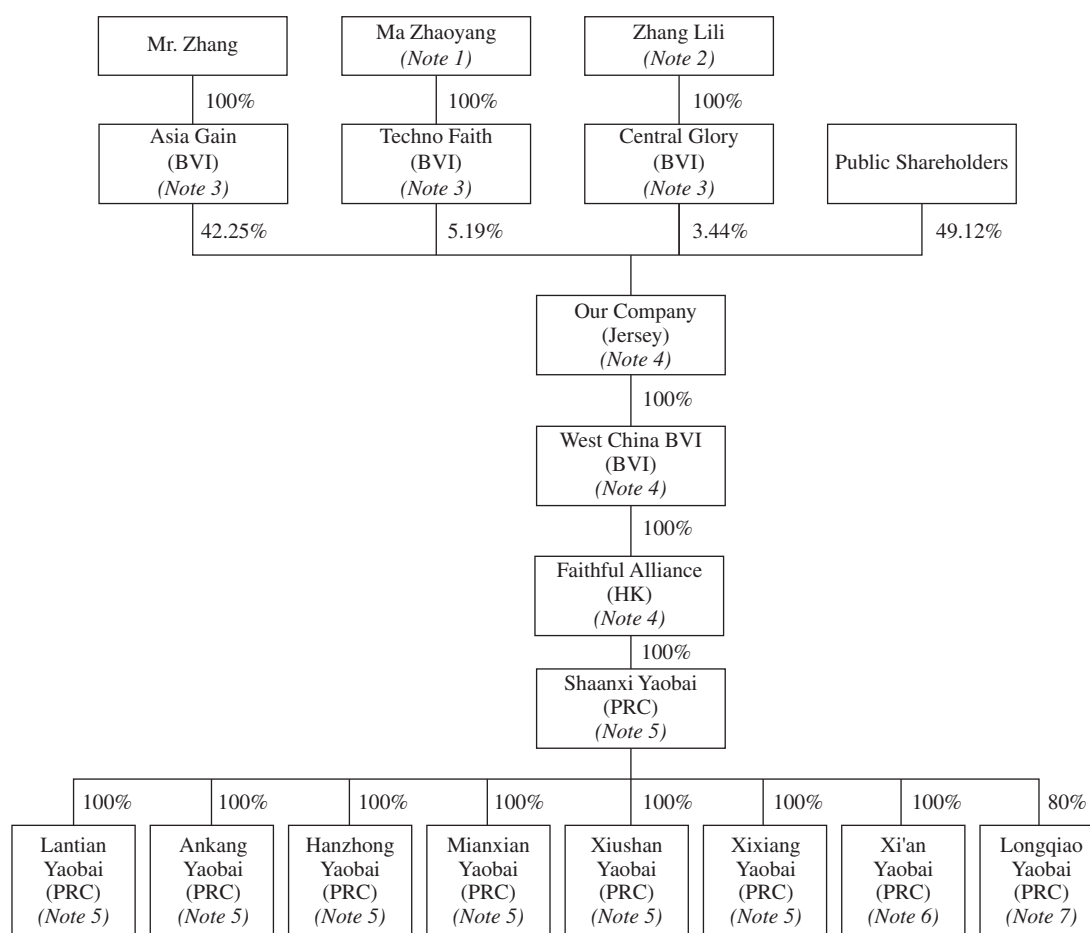 Mr. Zhang
Ma Zhaoyang
(Note 1)
Zhang Lili
(Note 2)
100%
100%
100%
Asia Gain
(BVI)
(Note 3)
Techno Faith
(BVI)
(Note 3)
Central Glory
(BVI)
(Note 3)
Public Shareholders
42.25%
5.19%
3.44%
49.12%
Our Company
(Jersey)
(Note 4)
100%
West China BVI
(BVI)
(Note 4)
100%
Faithful Alliance
(HK)
(Note 4)
100%
Shaanxi Yaobai
(PRC)
(Note 5)
100%
100%
100%
100%
100%
100%
100%
80%
Lantian
Yaobai
(PRC)
(Note 5)
Ankang
Yaobai
(PRC)
(Note 5)
Hanzhong
Yaobai
(PRC)
(Note 5)
Mianxian
Yaobai
(PRC)
(Note 5)
Xiushan
Yaobai
(PRC)
(Note 5)
Xixiang
Yaobai
(PRC)
(Note 5)
Xi'an
Yaobai
(PRC)
(Note 6)
Longqiao
Yaobai
(PRC)
(Note 7)